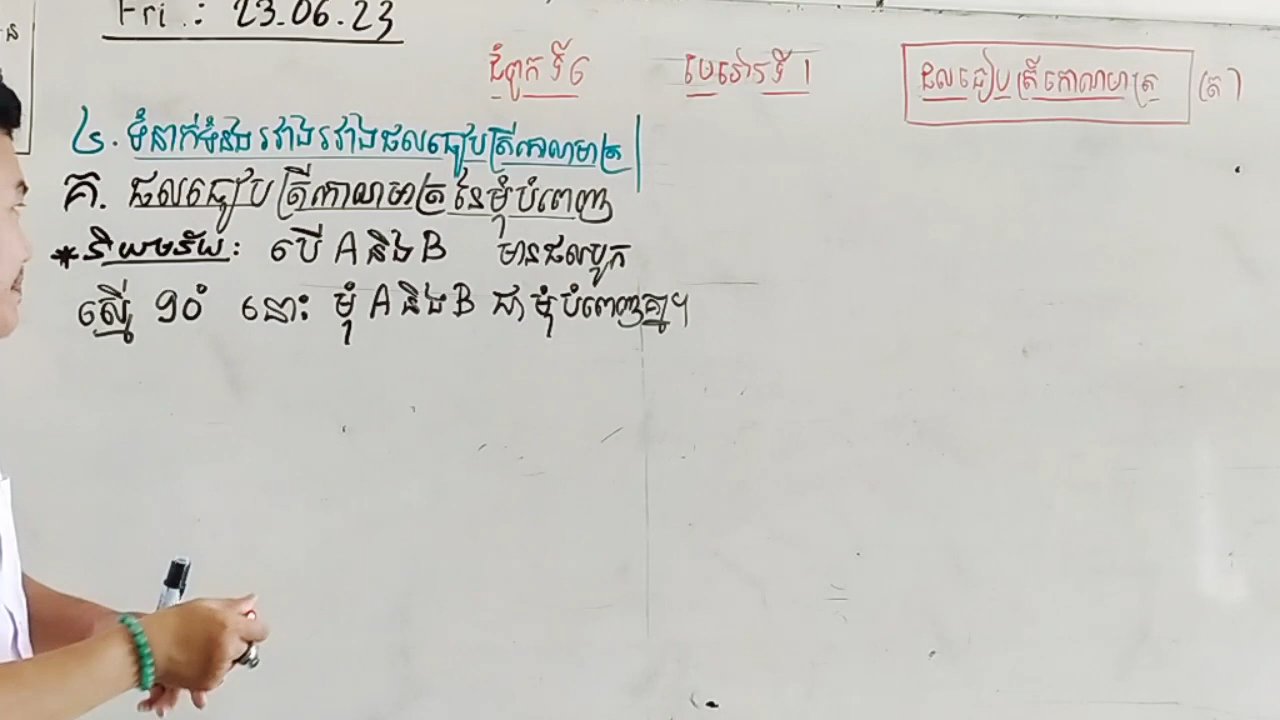 Fri.: 23.06.23
ជំពូកទី៦ មេរៀនទី1 ផលធៀបត្រីកោណមាត្រ (ត)
៤. ទំនាក់ទំនងរវាងរវាងផលធៀបត្រីកោណមាត្រ
គ. ផលធៀបត្រីកោណមាត្រនៃមុំបំពេញ
* និយមន័យ: បើ A និង B មានផលបូក
ស្មើ 90° នោះ មុំ A និង B ជាមុំបំពេញគ្នា។